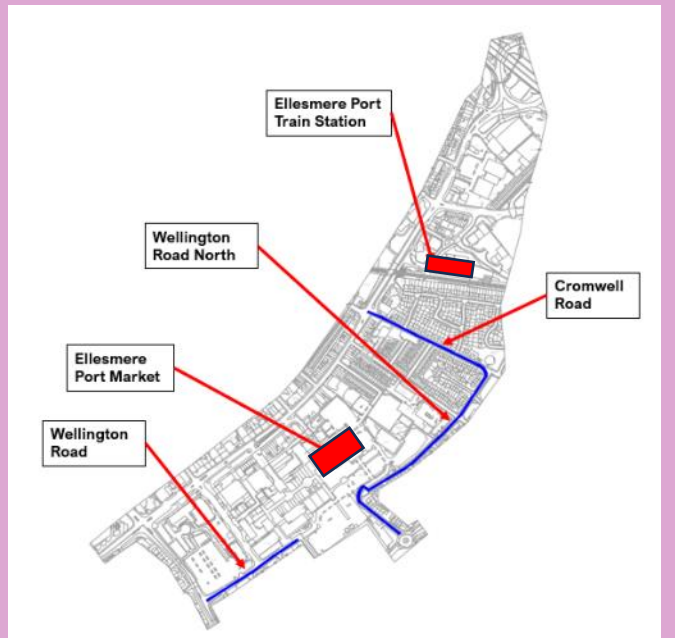 Ellesmere Port
Train Station
Wellington
Road North
Cromwell
Road
Ellesmere
Port Market
Wellington
Road